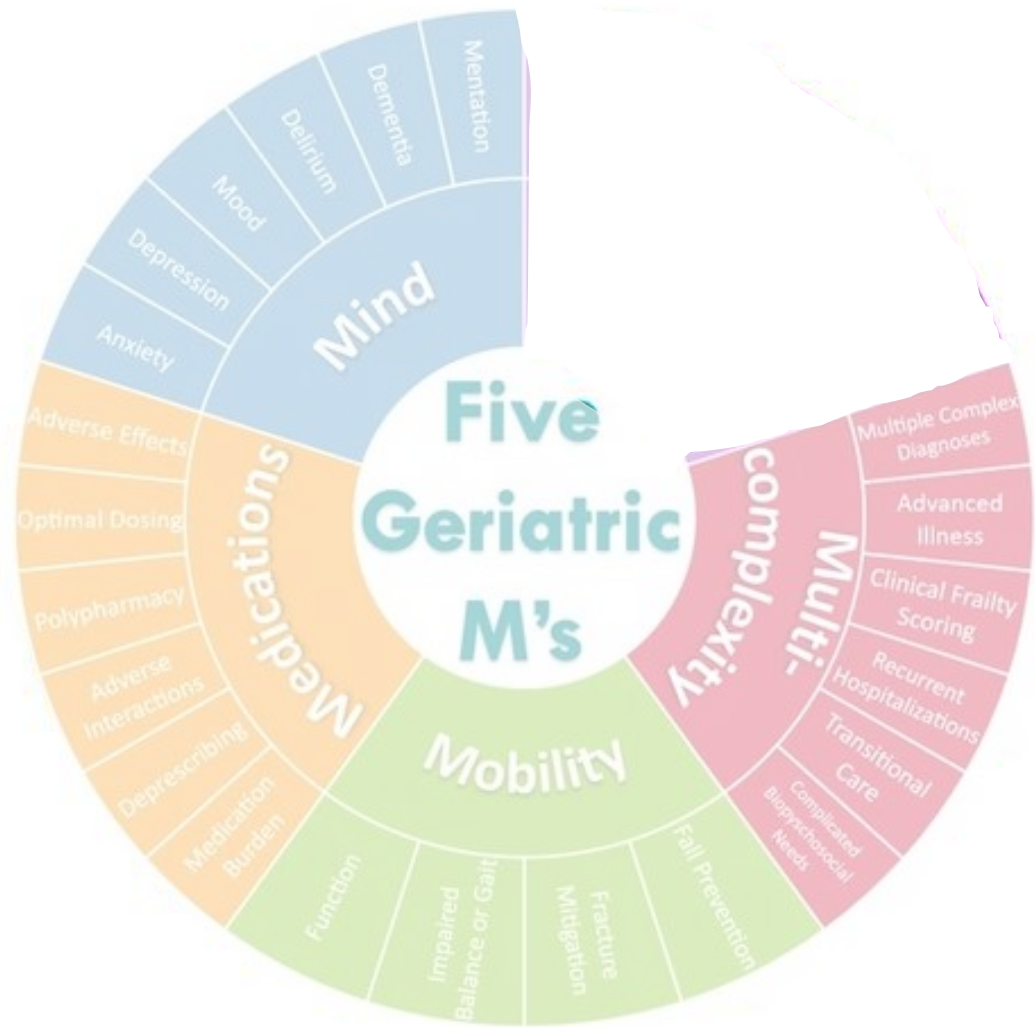 Five
Geriatric
M's
Mind
Mentation
Dementia
Delirium
Mood
Depression
Anxiety
Medications
Adverse Effects
Optimal Dosing
Polypharmacy
Adverse
Interactions
Deprescribing
Medication
Burden
Mobility
Function
Impaired
Balance or Gait
Fracture
Mitigation
Fall Prevention
Multi-
complexity
Multiple Complex
Diagnoses
Advanced
Illness
Clinical Frailty
Scoring
Recurrent
Hospitalizations
Transitional
Care
Complicated
Biopyschosocial
Needs